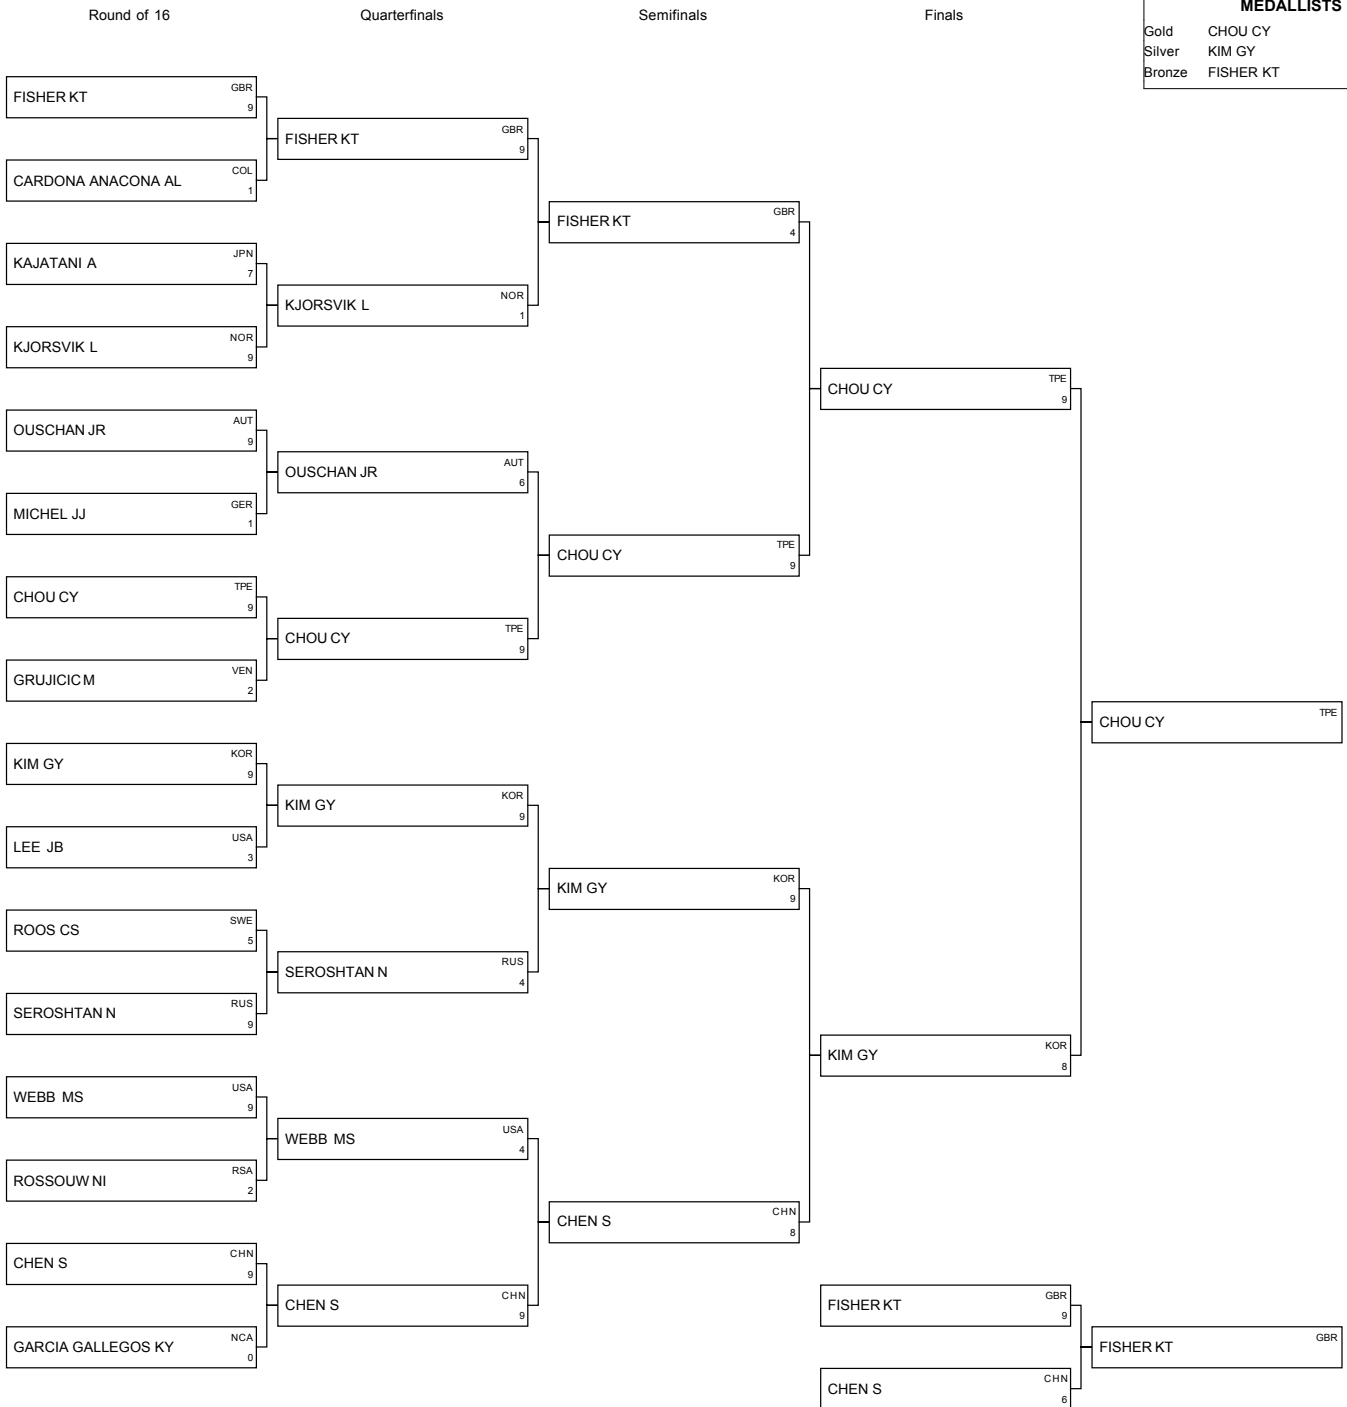 Round of 16 Quarterfinals Semifinals Finals
MEDALLISTS
Gold CHOU CY
Silver KIM GY
Bronze FISHER KT
FISHER KT GBR 9
CARDONA ANACONA AL COL 1
KAJATANI A JPN 7
KJORSVIK L NOR 9
OUSCHAN JR AUT 9
MICHEL JJ GER 1
CHOU CY TPE 9
GRUJICIC M VEN 2
KIM GY KOR 9
LEE JB USA 3
ROOS CS SWE 5
SEROSHTAN N RUS 9
WEBB MS USA 9
ROSSOUW NI RSA 2
CHEN S CHN 9
GARCIA GALLEGOS KY NCA 0
FISHER KT GBR 9
KJORSVIK L NOR 1
OUSCHAN JR AUT 6
CHOU CY TPE 9
KIM GY KOR 9
SEROSHTAN N RUS 4
WEBB MS USA 4
CHEN S CHN 9
FISHER KT GBR 4
CHOU CY TPE 9
KIM GY KOR 9
CHEN S CHN 8
CHOU CY TPE 9
KIM GY KOR 8
CHOU CY TPE
FISHER KT GBR 9
CHEN S CHN 6
FISHER KT GBR